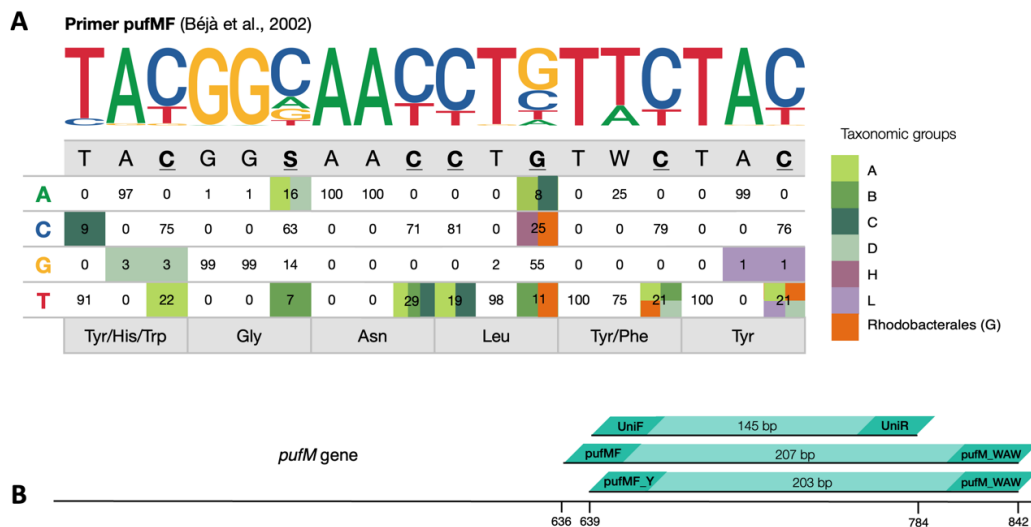 A
Primer pufMF (Béjà et al., 2002)
TACGGCAACCTGTTCTAC
T A C G G S A A C C T G T W C T A C
A 0 97 0 1 1 16 100 100 0 0 0 8 0 25 0 0 99 0
C 9 0 75 0 0 63 0 0 71 81 0 25 0 0 79 0 0 76
G 0 3 3 99 99 14 0 0 0 0 2 55 0 0 0 0 1 1
T 91 0 22 0 0 7 0 0 29 19 98 11 100 75 21 100 0 21
Tyr/His/Trp Gly Asn Leu Tyr/Phe Tyr
Taxonomic groups
A
B
C
D
H
L
Rhodobacterales (G)
UniF 145 bp UniR
pufM gene
pufMF 207 bp pufM_WAW
pufMF_Y 203 bp pufM_WAW
B
636 639 784 842